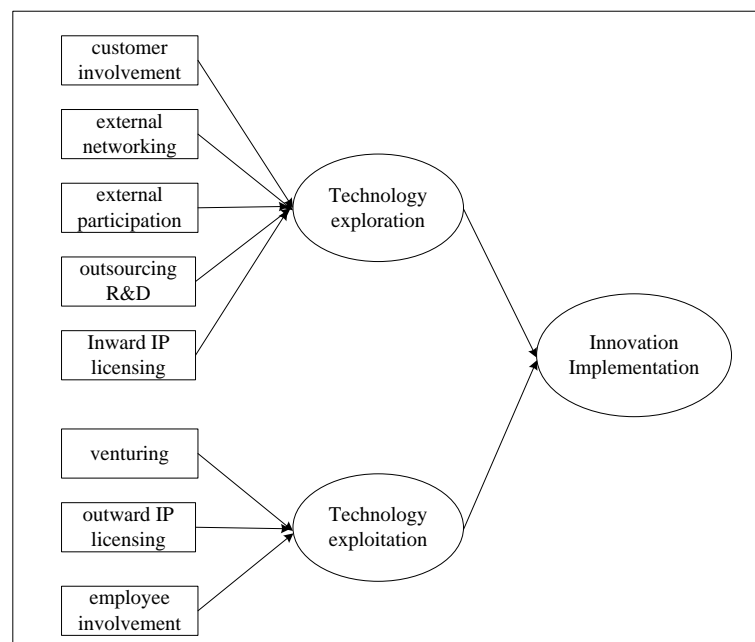 customer
involvement
external
networking
external
participation
outsourcing
R&D
Inward IP
licensing
venturing
outward IP
licensing
employee
involvement
Technology
exploration
Technology
exploitation
Innovation
Implementation